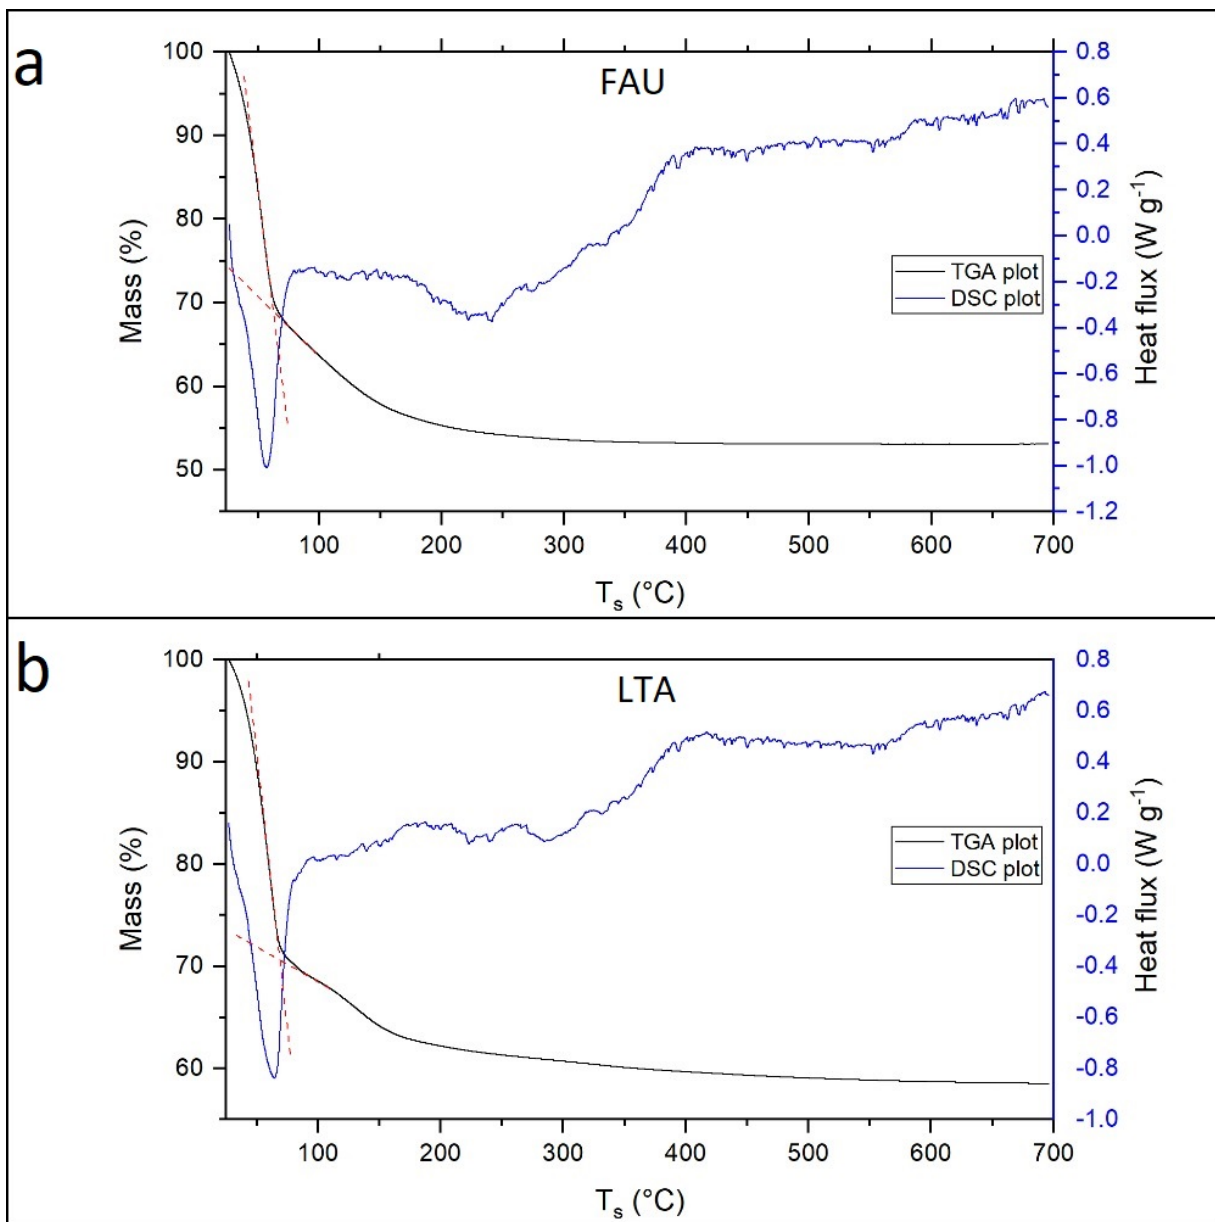 a
FAU
Mass (%)
100
90
80
70
60
50
0.8
0.6
0.4
0.2
0.0
-0.2
-0.4
-0.6
-0.8
-1.0
-1.2
Heat flux (W g⁻¹)
TGA plot
DSC plot
100 200 300 400 500 600 700
Tₛ (°C)
b
LTA
Mass (%)
100
90
80
70
60
0.8
0.6
0.4
0.2
0.0
-0.2
-0.4
-0.6
-0.8
-1.0
Heat flux (W g⁻¹)
TGA plot
DSC plot
100 200 300 400 500 600 700
Tₛ (°C)